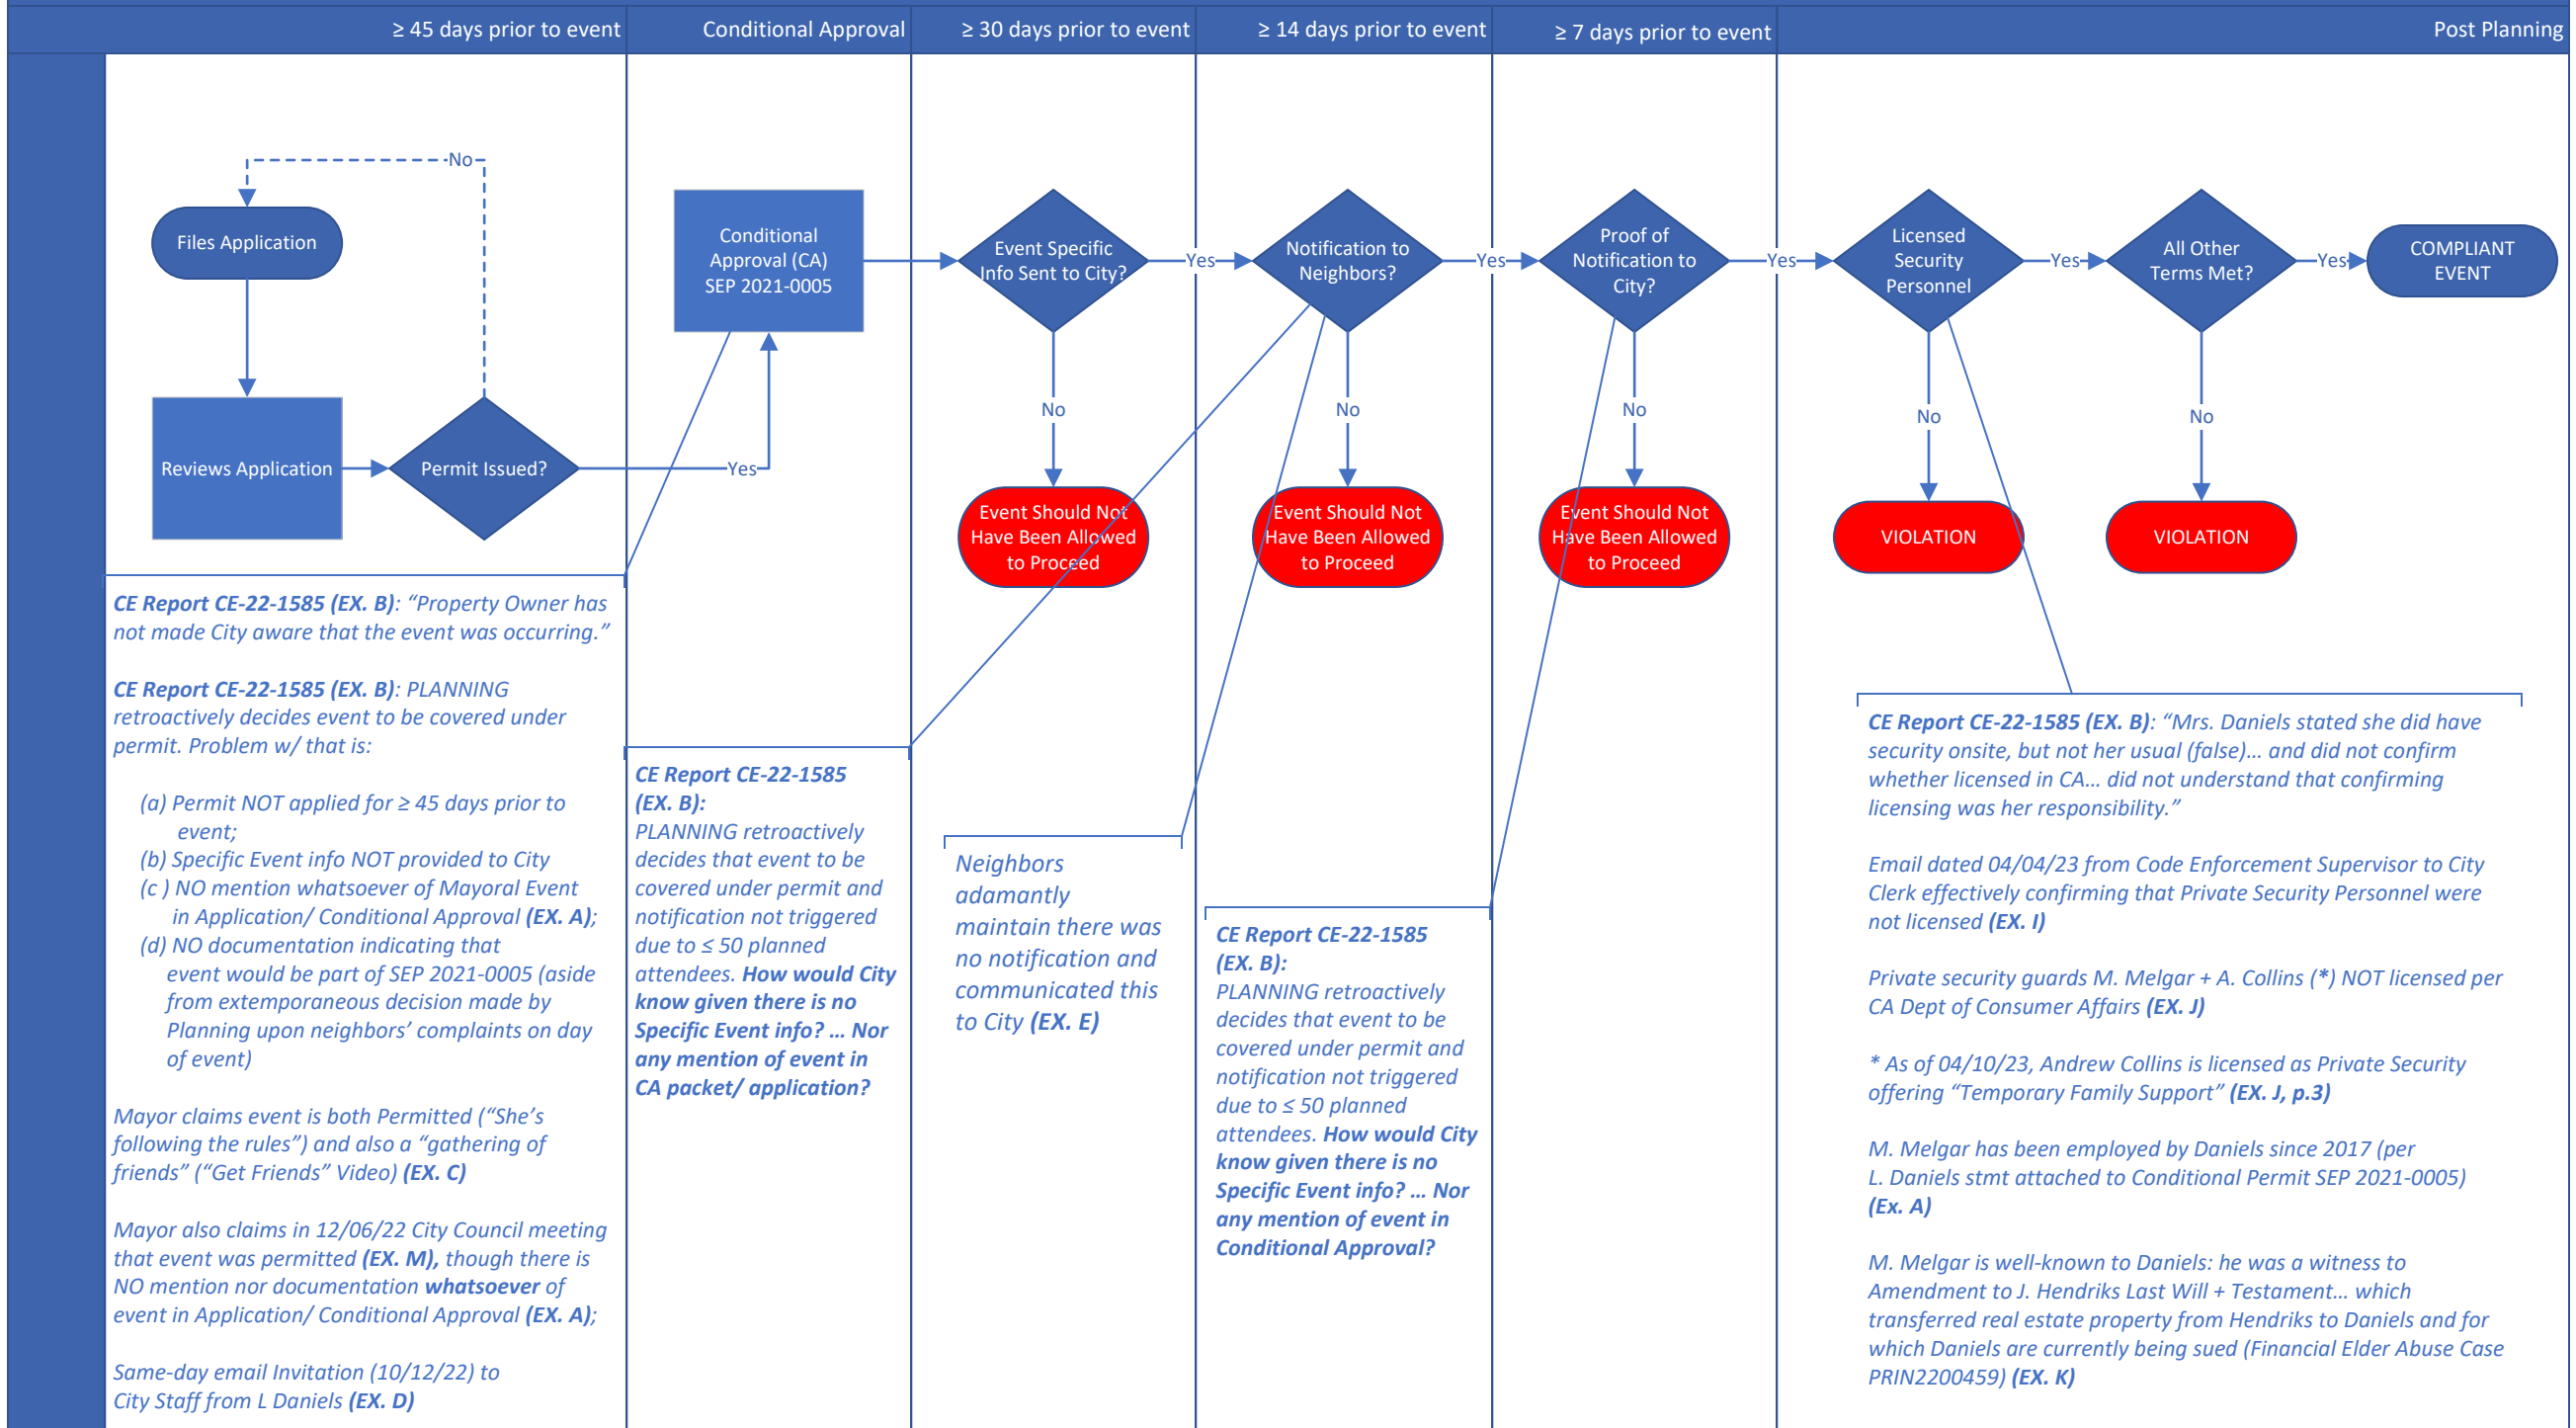 ≥ 45 days prior to event
Conditional Approval
≥ 30 days prior to event
≥ 14 days prior to event
≥ 7 days prior to event
Post Planning
No
Files Application
Reviews Application
Permit Issued?
Yes
Conditional
Approval (CA)
SEP 2021-0005
Event Specific
Info Sent to City?
Yes
No
Event Should Not
Have Been Allowed
to Proceed
Notification to
Neighbors?
Yes
No
Event Should Not
Have Been Allowed
to Proceed
Proof of
Notification to
City?
Yes
No
Event Should Not
Have Been Allowed
to Proceed
Licensed
Security
Personnel
Yes
No
VIOLATION
All Other
Terms Met?
Yes
No
VIOLATION
COMPLIANT
EVENT
CE Report CE-22-1585 (EX. B): “Property Owner has
not made City aware that the event was occurring.”
CE Report CE-22-1585 (EX. B): PLANNING
retroactively decides event to be covered under
permit. Problem w/ that is:
(a) Permit NOT applied for ≥ 45 days prior to
event;
(b) Specific Event info NOT provided to City
(c ) NO mention whatsoever of Mayoral Event
in Application/ Conditional Approval (EX. A);
(d) NO documentation indicating that
event would be part of SEP 2021-0005 (aside
from extemporaneous decision made by
Planning upon neighbors’ complaints on day
of event)
Mayor claims event is both Permitted (“She’s
following the rules”) and also a “gathering of
friends” (“Get Friends” Video) (EX. C)
Mayor also claims in 12/06/22 City Council meeting
that event was permitted (EX. M), though there is
NO mention nor documentation whatsoever of
event in Application/ Conditional Approval (EX. A);
Same-day email Invitation (10/12/22) to
City Staff from L Daniels (EX. D)
CE Report CE-22-1585
(EX. B):
PLANNING retroactively
decides that event to be
covered under permit and
notification not triggered
due to ≤ 50 planned
attendees. How would City
know given there is no
Specific Event info? … Nor
any mention of event in
CA packet/ application?
Neighbors
adamantly
maintain there was
no notification and
communicated this
to City (EX. E)
CE Report CE-22-1585
(EX. B):
PLANNING retroactively
decides that event to be
covered under permit and
notification not triggered
due to ≤ 50 planned
attendees. How would City
know given there is no
Specific Event info? … Nor
any mention of event in
Conditional Approval?
CE Report CE-22-1585 (EX. B): “Mrs. Daniels stated she did have
security onsite, but not her usual (false)… and did not confirm
whether licensed in CA… did not understand that confirming
licensing was her responsibility.”
Email dated 04/04/23 from Code Enforcement Supervisor to City
Clerk effectively confirming that Private Security Personnel were
not licensed (EX. I)
Private security guards M. Melgar + A. Collins (*) NOT licensed per
CA Dept of Consumer Affairs (EX. J)
* As of 04/10/23, Andrew Collins is licensed as Private Security
offering “Temporary Family Support” (EX. J, p.3)
M. Melgar has been employed by Daniels since 2017 (per
L. Daniels stmt attached to Conditional Permit SEP 2021-0005)
(Ex. A)
M. Melgar is well-known to Daniels: he was a witness to
Amendment to J. Hendriks Last Will + Testament… which
transferred real estate property from Hendriks to Daniels and for
which Daniels are currently being sued (Financial Elder Abuse Case
PRIN2200459) (EX. K)